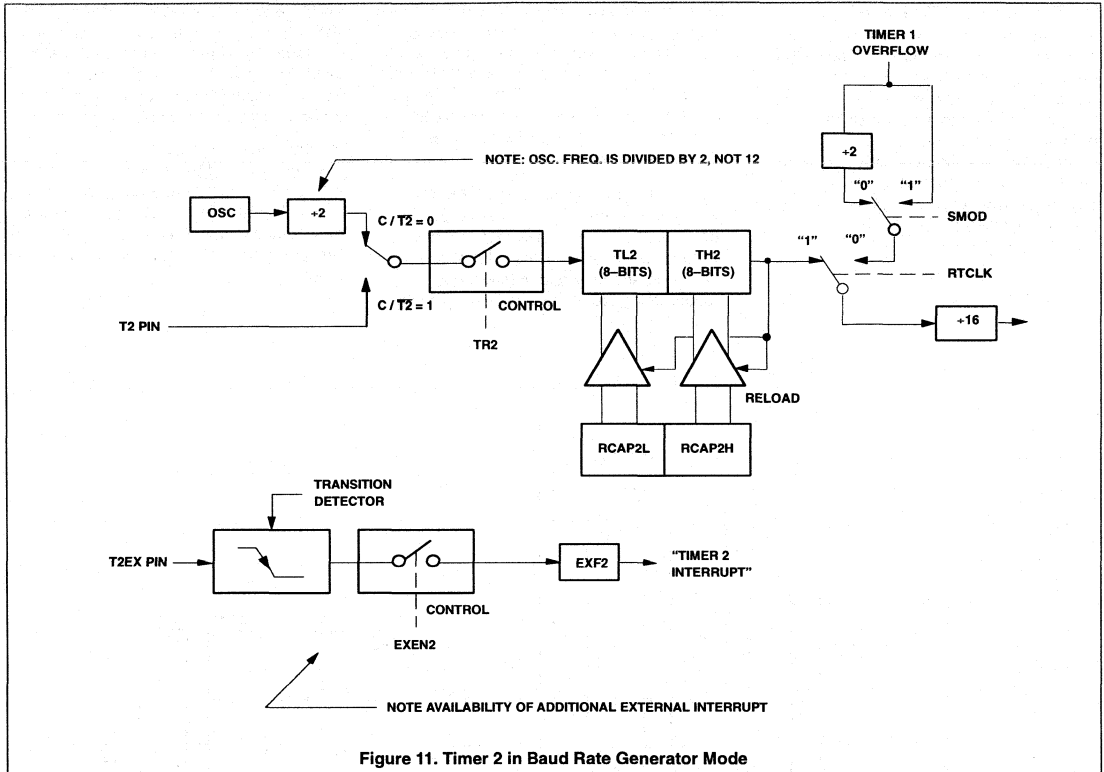 TIMER 1
OVERFLOW
÷2
NOTE: OSC. FREQ. IS DIVIDED BY 2, NOT 12
"0"
"1"
SMOD
OSC
÷2
C / T̅2̅ = 0
TL2
(8–BITS)
TH2
(8–BITS)
"1"
"0"
RTCLK
C / T̅2̅ = 1
CONTROL
T2 PIN
TR2
÷16
RELOAD
RCAP2L
RCAP2H
TRANSITION
DETECTOR
T2EX PIN
EXF2
"TIMER 2
INTERRUPT"
CONTROL
EXEN2
NOTE AVAILABILITY OF ADDITIONAL EXTERNAL INTERRUPT
Figure 11. Timer 2 in Baud Rate Generator Mode